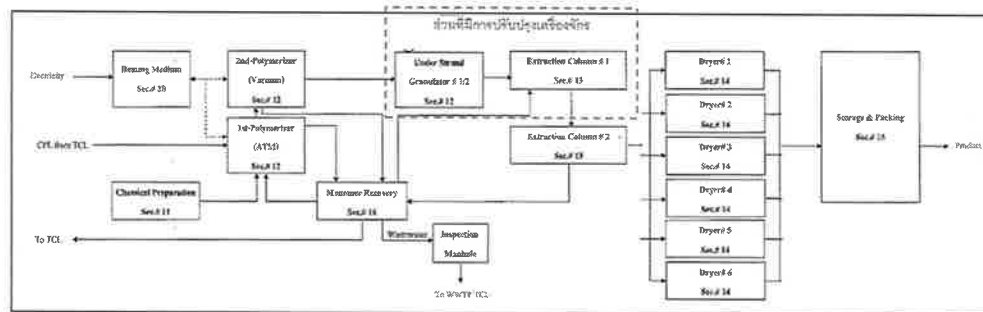 ส่วนที่มีการปรับปรุงเครื่องจักร
Electricity
Heating Medium
Sec.# 20
2nd-Polymerizer
(Vacuum)
Sec.# 12
Under Strand
Granulator # 1/2
Sec.# 12
Extraction Column # 1
Sec.# 13
CPL from TCL
1st-Polymerizer
(ATM)
Sec.# 12
Extraction Column # 2
Sec.# 13
Chemical Preparation
Sec.# 11
Monomer Recovery
Sec.# 16
To TCL
Wastewater
Inspection
Manhole
To WWTP TCL
Dryer# 1
Sec.# 14
Dryer# 2
Sec.# 14
Dryer# 3
Sec.# 14
Dryer# 4
Sec.# 14
Dryer# 5
Sec.# 14
Dryer# 6
Sec.# 14
Storage & Packing
Sec.# 15
Product